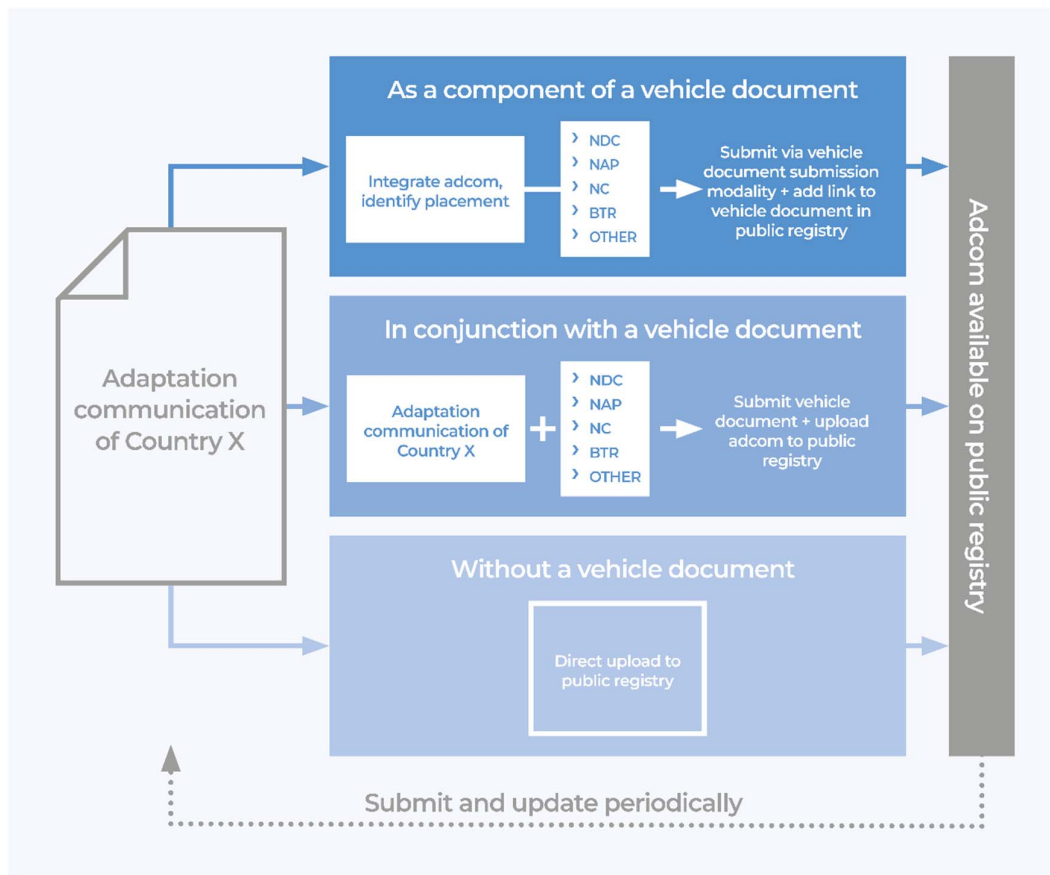 Adaptation
communication
of Country X
As a component of a vehicle document
Integrate adcom,
identify placement
› NDC
› NAP
› NC
› BTR
› OTHER
Submit via vehicle
document submission
modality + add link to
vehicle document in
public registry
In conjunction with a vehicle document
Adaptation
communication of
Country X
+
› NDC
› NAP
› NC
› BTR
› OTHER
Submit vehicle
document + upload
adcom to public
registry
Without a vehicle document
Direct upload to
public registry
Adcom available on public registry
Submit and update periodically